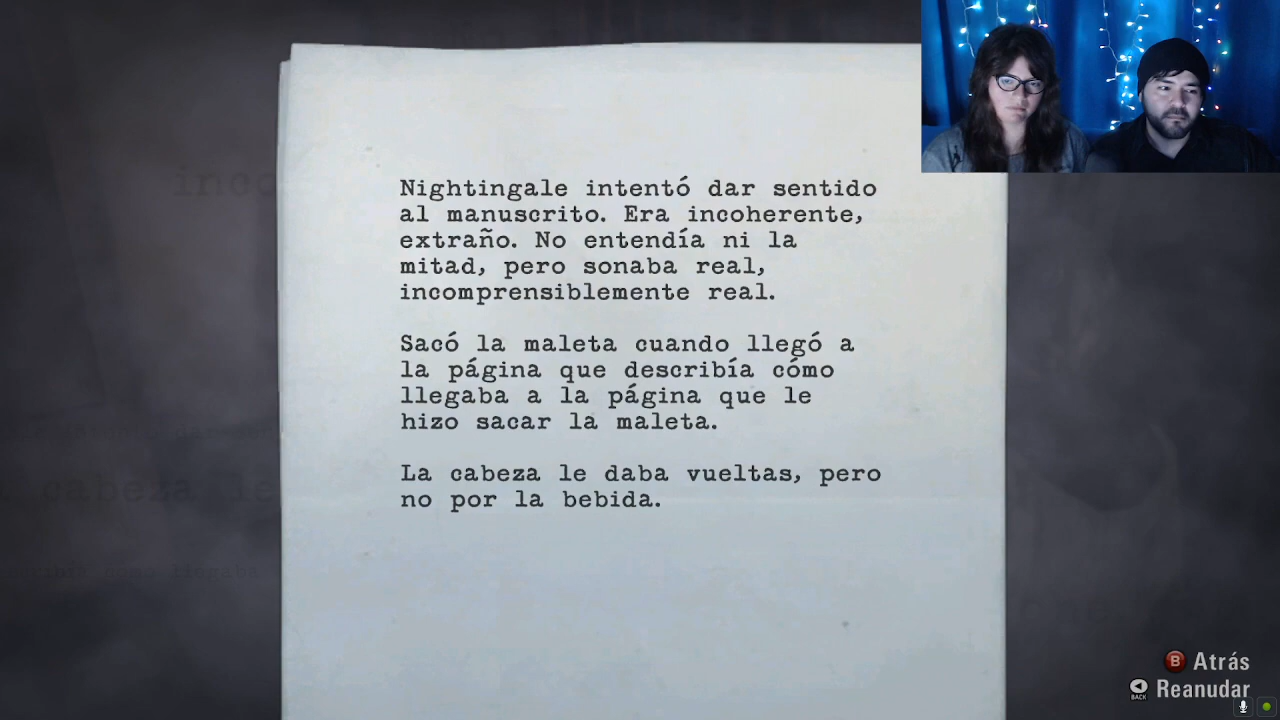 Nightingale intentó dar sentido
al manuscrito. Era incoherente,
extraño. No entendía ni la
mitad, pero sonaba real,
incomprensiblemente real.
Sacó la maleta cuando llegó a
la página que describía cómo
llegaba a la página que le
hizo sacar la maleta.
La cabeza le daba vueltas, pero
no por la bebida.
B Atrás
BACK Reanudar